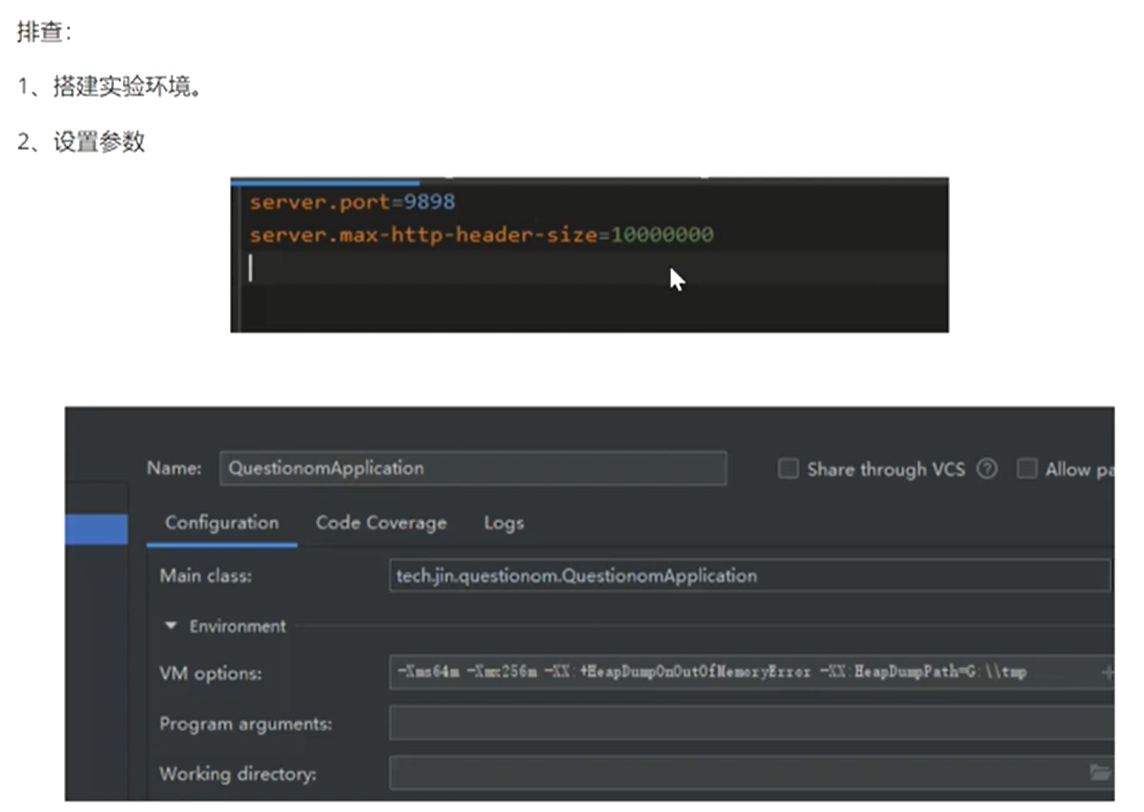 排查：
1、搭建实验环境。
2、设置参数
server.port=9898
server.max-http-header-size=10000000
Name: QuestionomApplication Share through VCS ? Allow pa
Configuration Code Coverage Logs
Main class: tech.jin.questionom.QuestionomApplication
Environment
VM options: -Xms64m -Xmx256m -XX:+HeapDumpOnOutOfMemoryError -XX:HeapDumpPath=G:\\tmp
Program arguments:
Working directory: